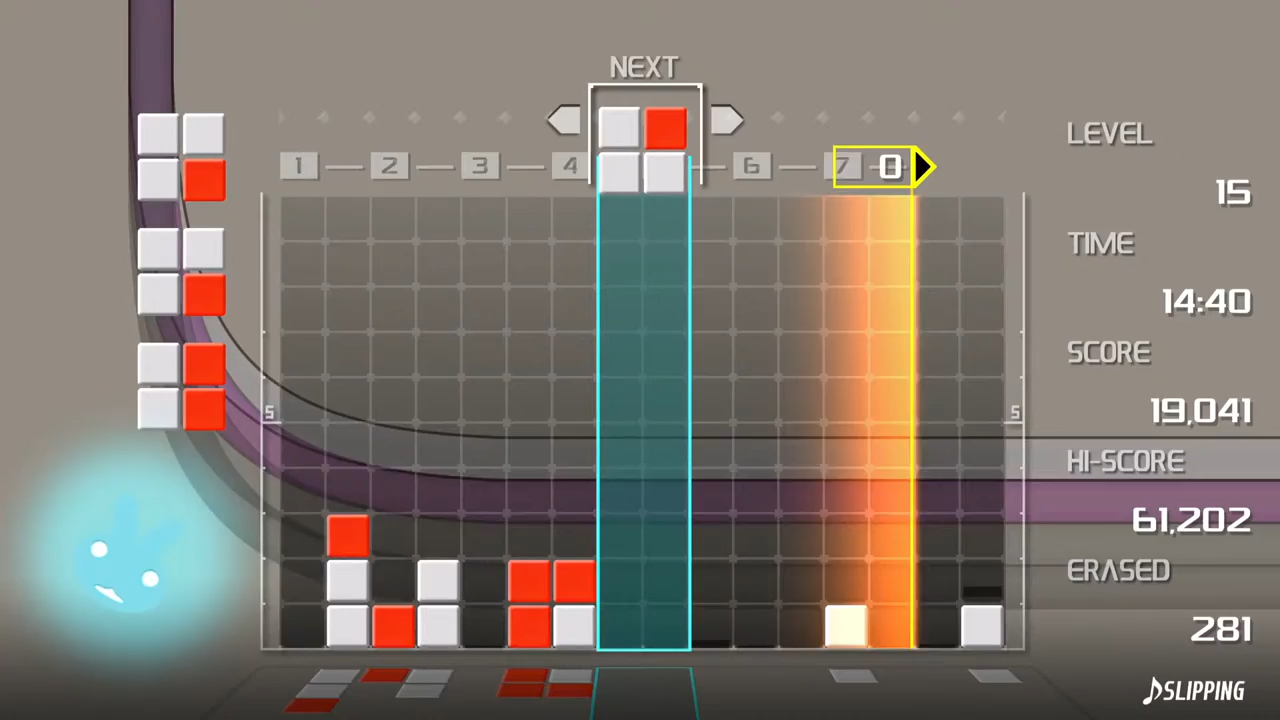 NEXT
1 2 3 4 6 7 0
LEVEL
15
TIME
14:40
5 5
SCORE
19,041
HI-SCORE
61,202
ERASED
281
♪SLIPPING